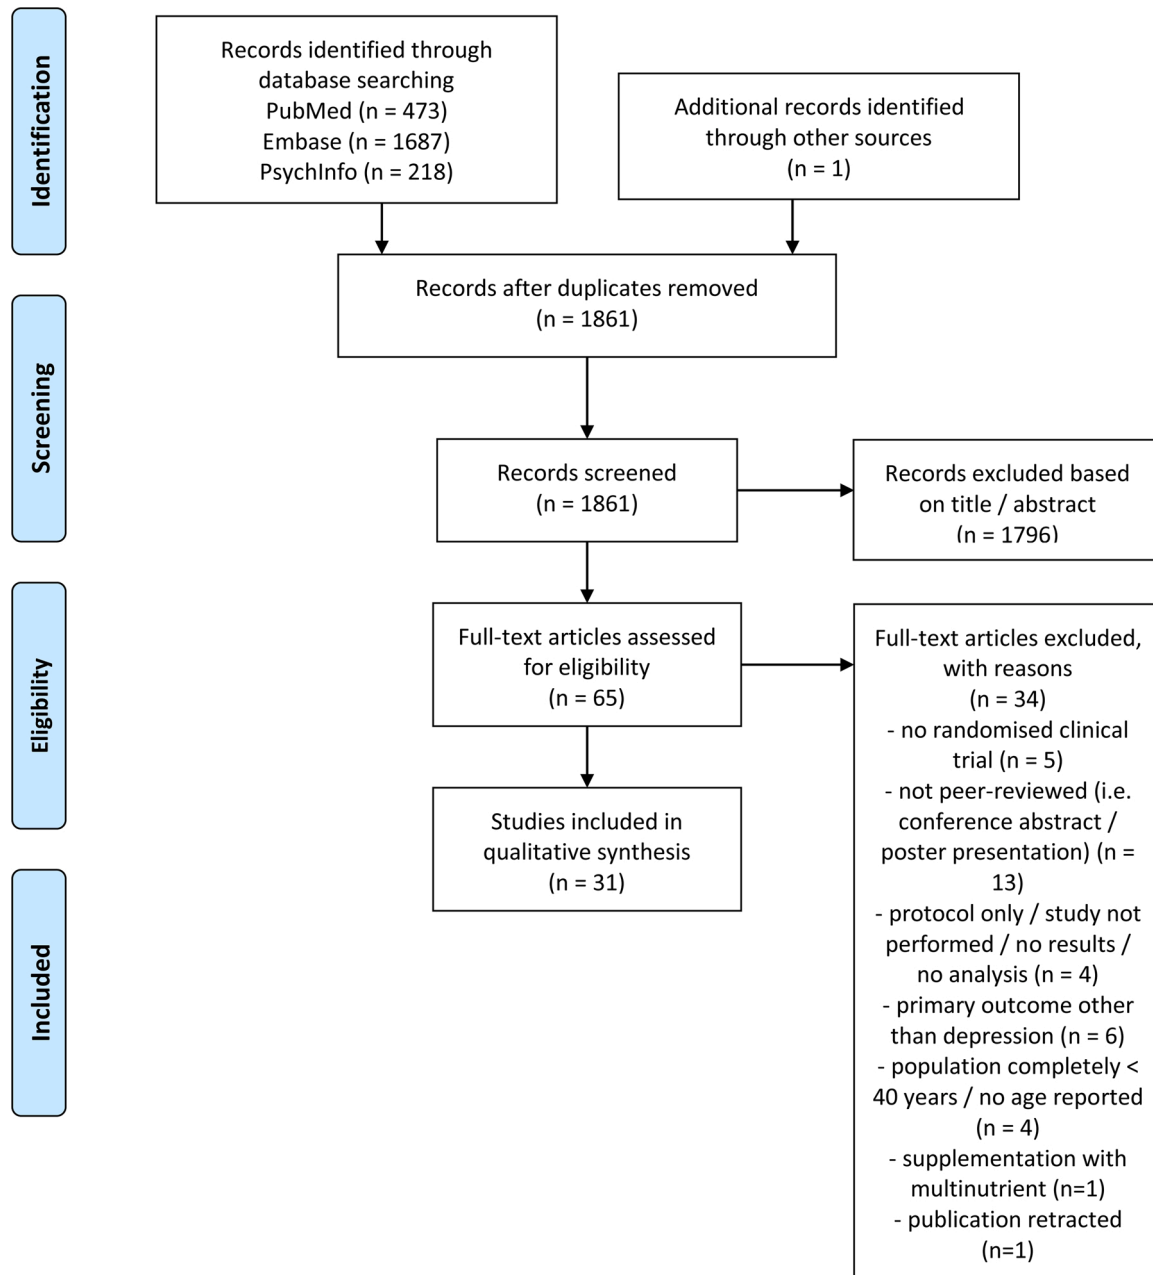 Identification
Records identified through
database searching
PubMed (n = 473)
Embase (n = 1687)
PsychInfo (n = 218)
Additional records identified
through other sources
(n = 1)
Records after duplicates removed
(n = 1861)
Screening
Records screened
(n = 1861)
Records excluded based
on title / abstract
(n = 1796)
Eligibility
Full-text articles assessed
for eligibility
(n = 65)
Full-text articles excluded,
with reasons
(n = 34)
- no randomised clinical
trial (n = 5)
- not peer-reviewed (i.e.
conference abstract /
poster presentation) (n =
13)
- protocol only / study not
performed / no results /
no analysis (n = 4)
- primary outcome other
than depression (n = 6)
- population completely <
40 years / no age reported
(n = 4)
- supplementation with
multinutrient (n=1)
- publication retracted
(n=1)
Included
Studies included in
qualitative synthesis
(n = 31)